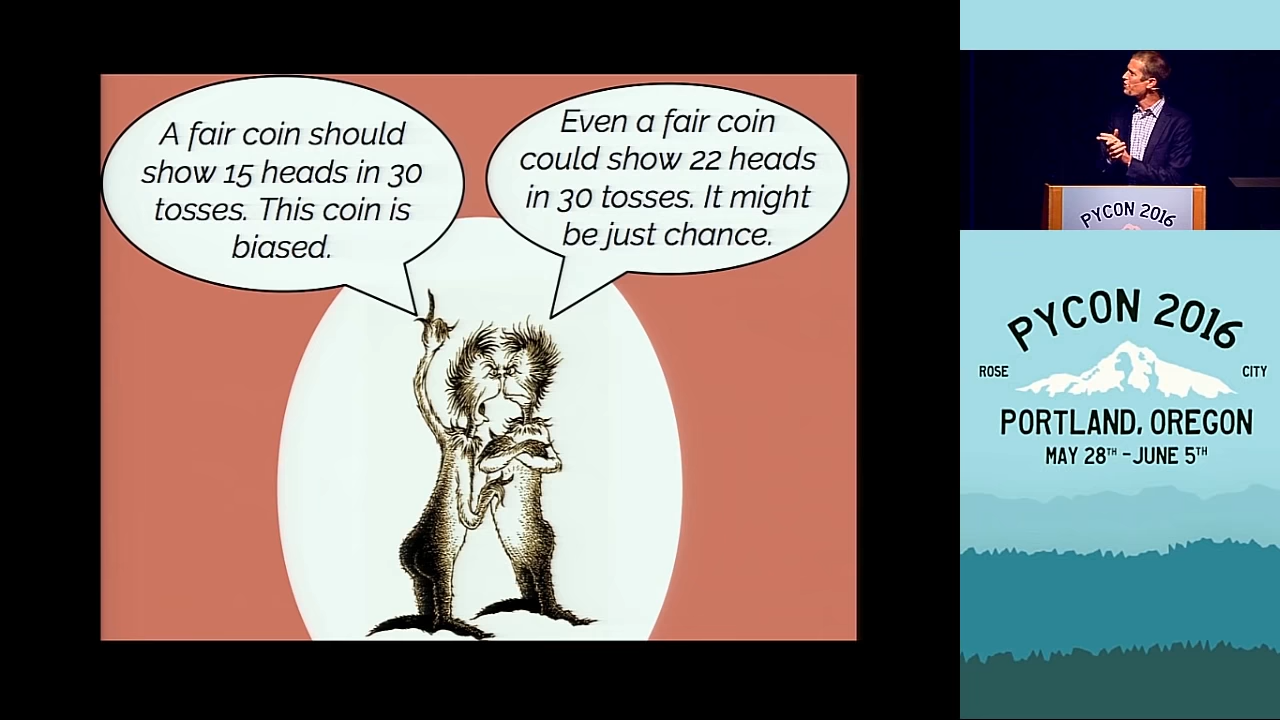 A fair coin should
show 15 heads in 30
tosses. This coin is
biased.
Even a fair coin
could show 22 heads
in 30 tosses. It might
be just chance.
PYCON 2016
PYCON 2016
ROSE
CITY
PORTLAND, OREGON
MAY 28TH - JUNE 5TH